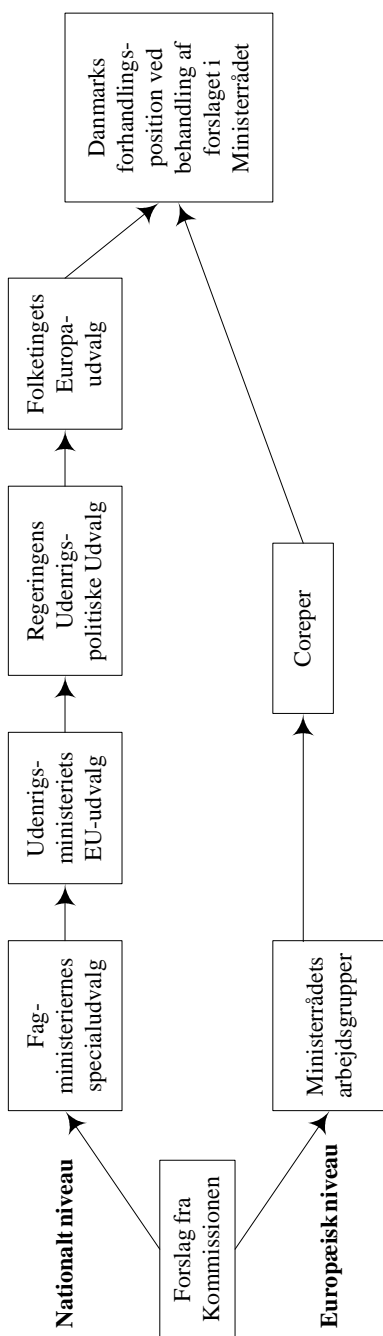 Nationalt niveau
Forslag fra
Kommissionen
Europæisk niveau
Fag-
ministeriernes
specialudvalg
Udenrigs-
ministeriets
EU-udvalg
Regeringens
Udenrigs-
politiske Udvalg
Folketingets
Europa-
udvalg
Ministerrådets
arbejdsgrupper
Coreper
Danmarks
forhandlings-
position ved
behandling af
forslaget i
Ministerrådet